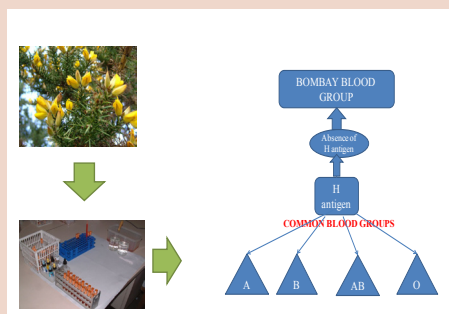 BOMBAY BLOOD
GROUP
Absence of
H antigen
H
antigen
COMMON BLOOD GROUPS
A
B
AB
O